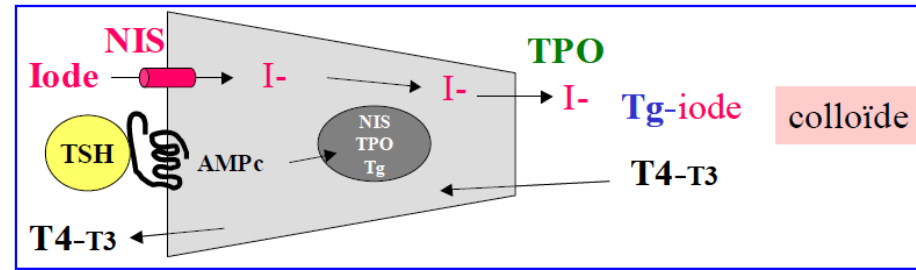 NIS
TPO
Iode
I-
I-
I-
Tg-iode
colloïde
TSH
AMPc
NIS
TPO
Tg
T4-T3
T4-T3